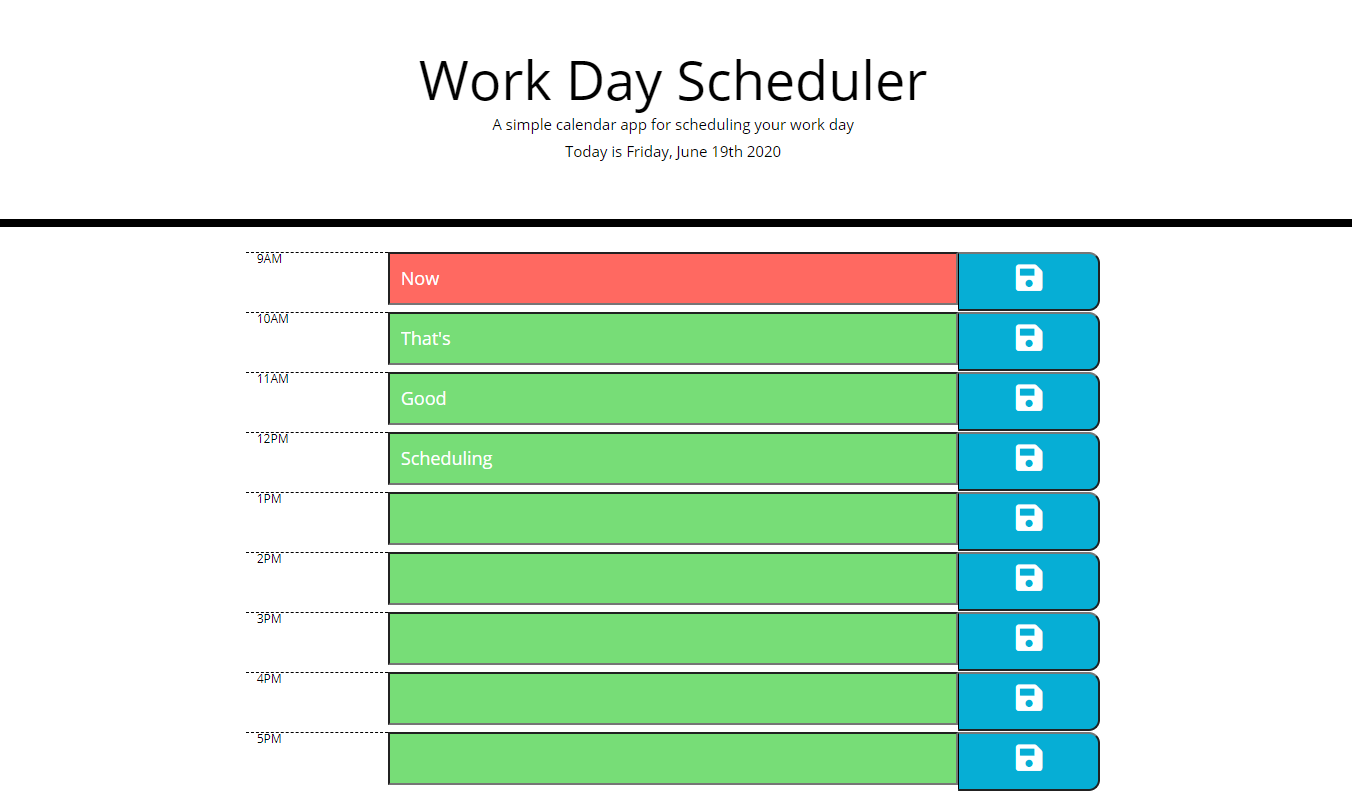 Work Day Scheduler
A simple calendar app for scheduling your work day
Today is Friday, June 19th 2020
9AM
Now
10AM
That's
11AM
Good
12PM
Scheduling
1PM
2PM
3PM
4PM
5PM